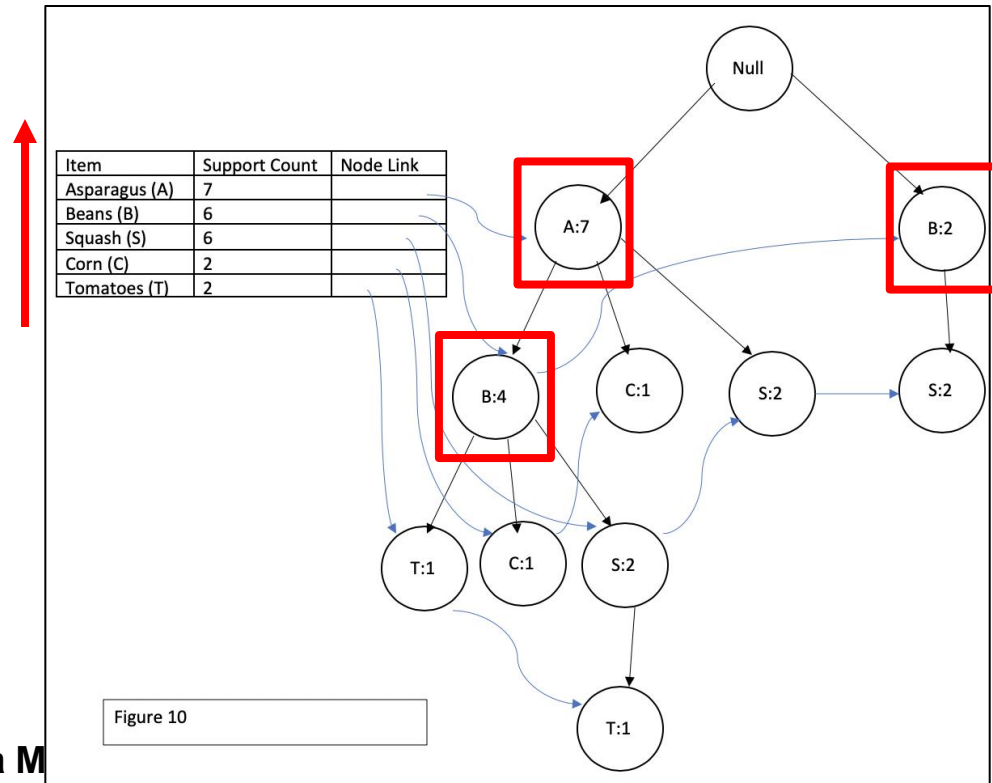 Null
Item Support Count Node Link
Asparagus (A) 7
Beans (B) 6
Squash (S) 6
Corn (C) 2
Tomatoes (T) 2
A:7
B:2
B:4
C:1
S:2
S:2
T:1
C:1
S:2
T:1
Figure 10
M